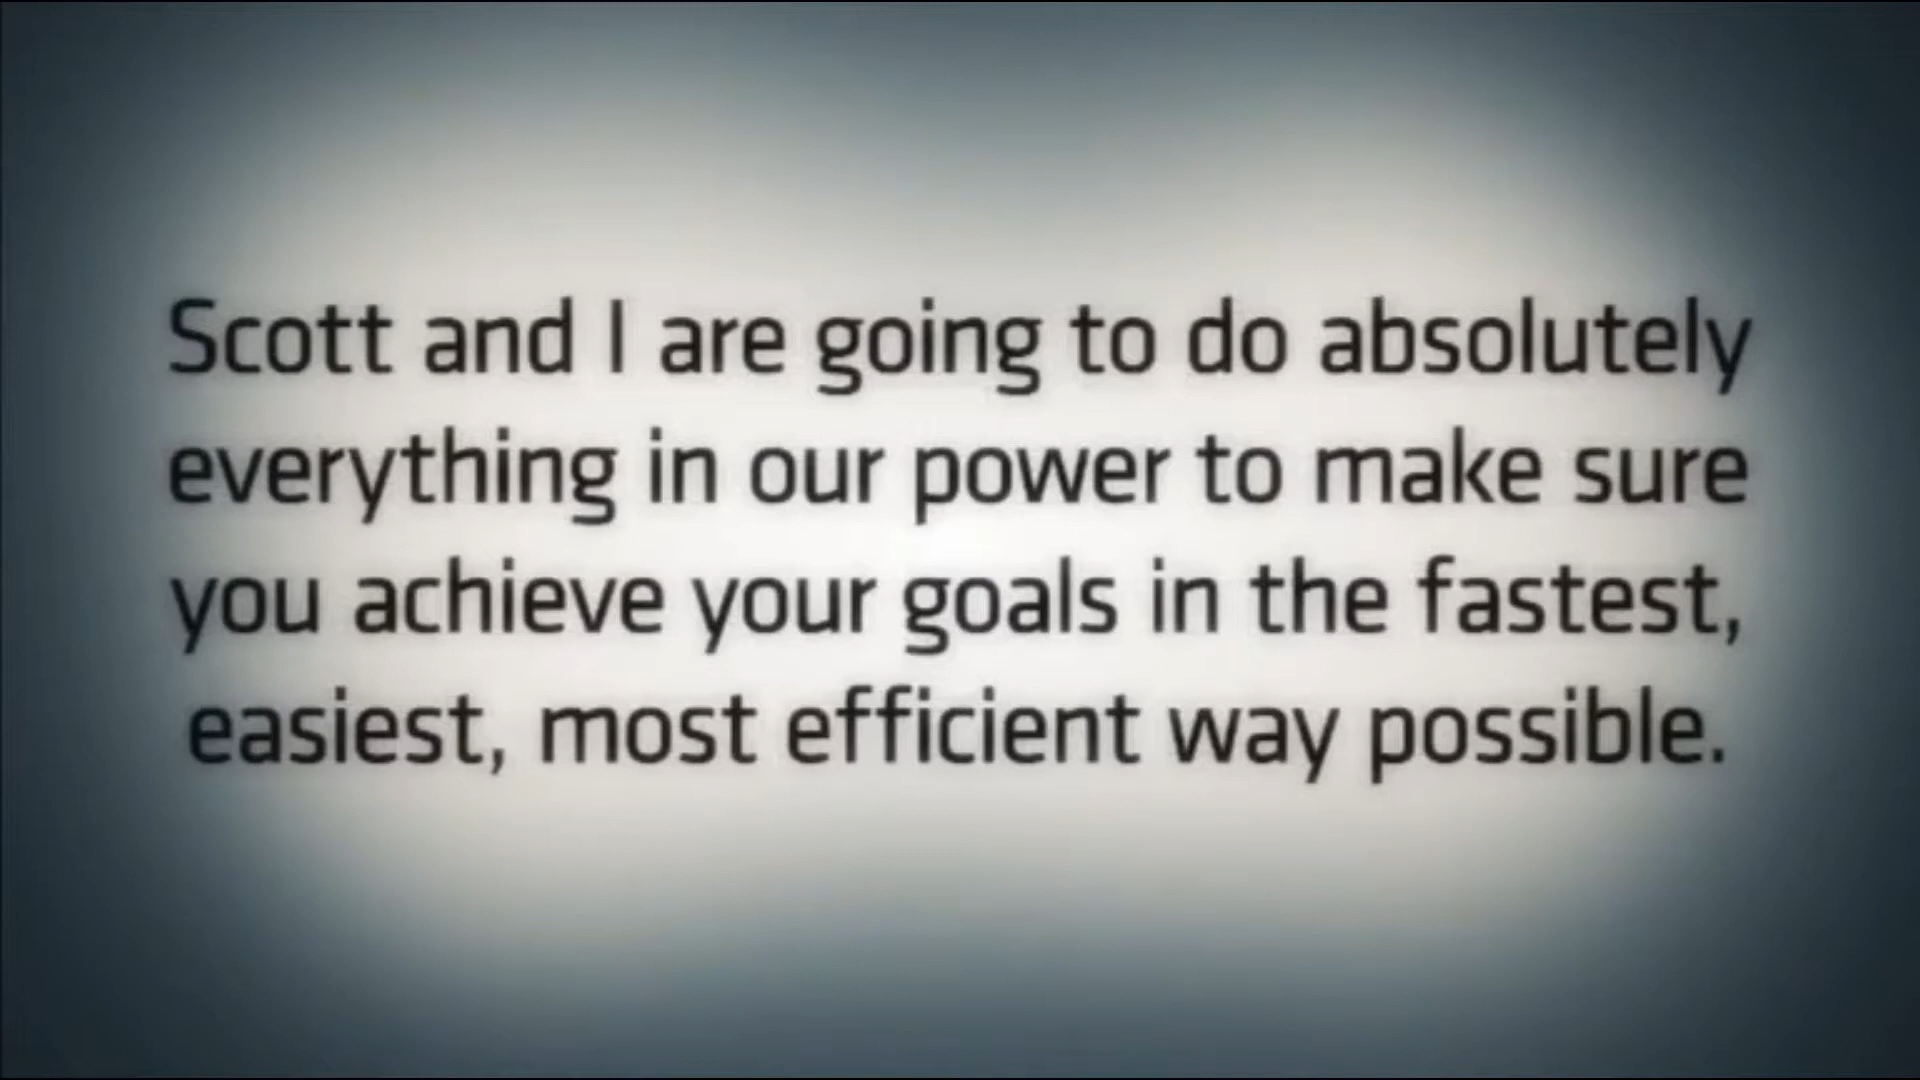 Scott and I are going to do absolutely
everything in our power to make sure
you achieve your goals in the fastest,
easiest, most efficient way possible.